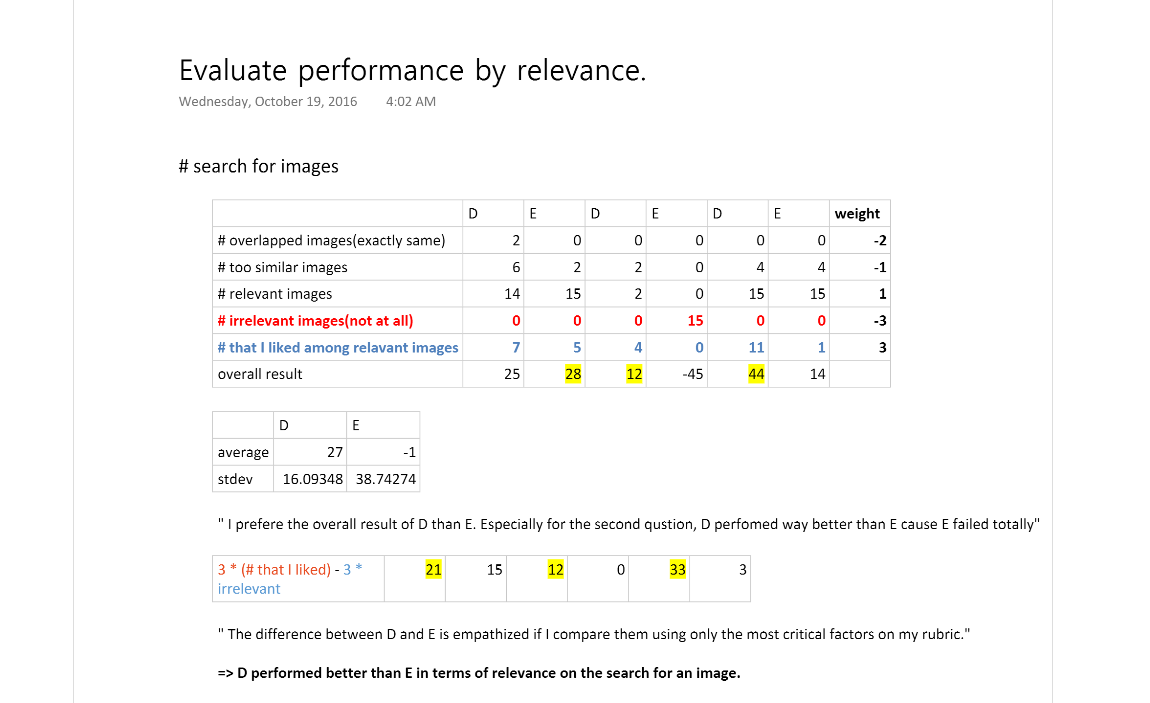 Evaluate performance by relevance.
Wednesday, October 19, 2016 4:02 AM
# search for images
D E D E D E weight
# overlapped images(exactly same) 2 0 0 0 0 0 -2
# too similar images 6 2 2 0 4 4 -1
# relevant images 14 15 2 0 15 15 1
# irrelevant images(not at all) 0 0 0 15 0 0 -3
# that I liked among relavant images 7 5 4 0 11 1 3
overall result 25 28 12 -45 44 14
D E
average 27 -1
stdev 16.09348 38.74274
" I prefere the overall result of D than E. Especially for the second qustion, D perfomed way better than E cause E failed totally"
3 * (# that I liked) - 3 * 21 15 12 0 33 3
irrelevant
" The difference between D and E is empathized if I compare them using only the most critical factors on my rubric."
=> D performed better than E in terms of relevance on the search for an image.